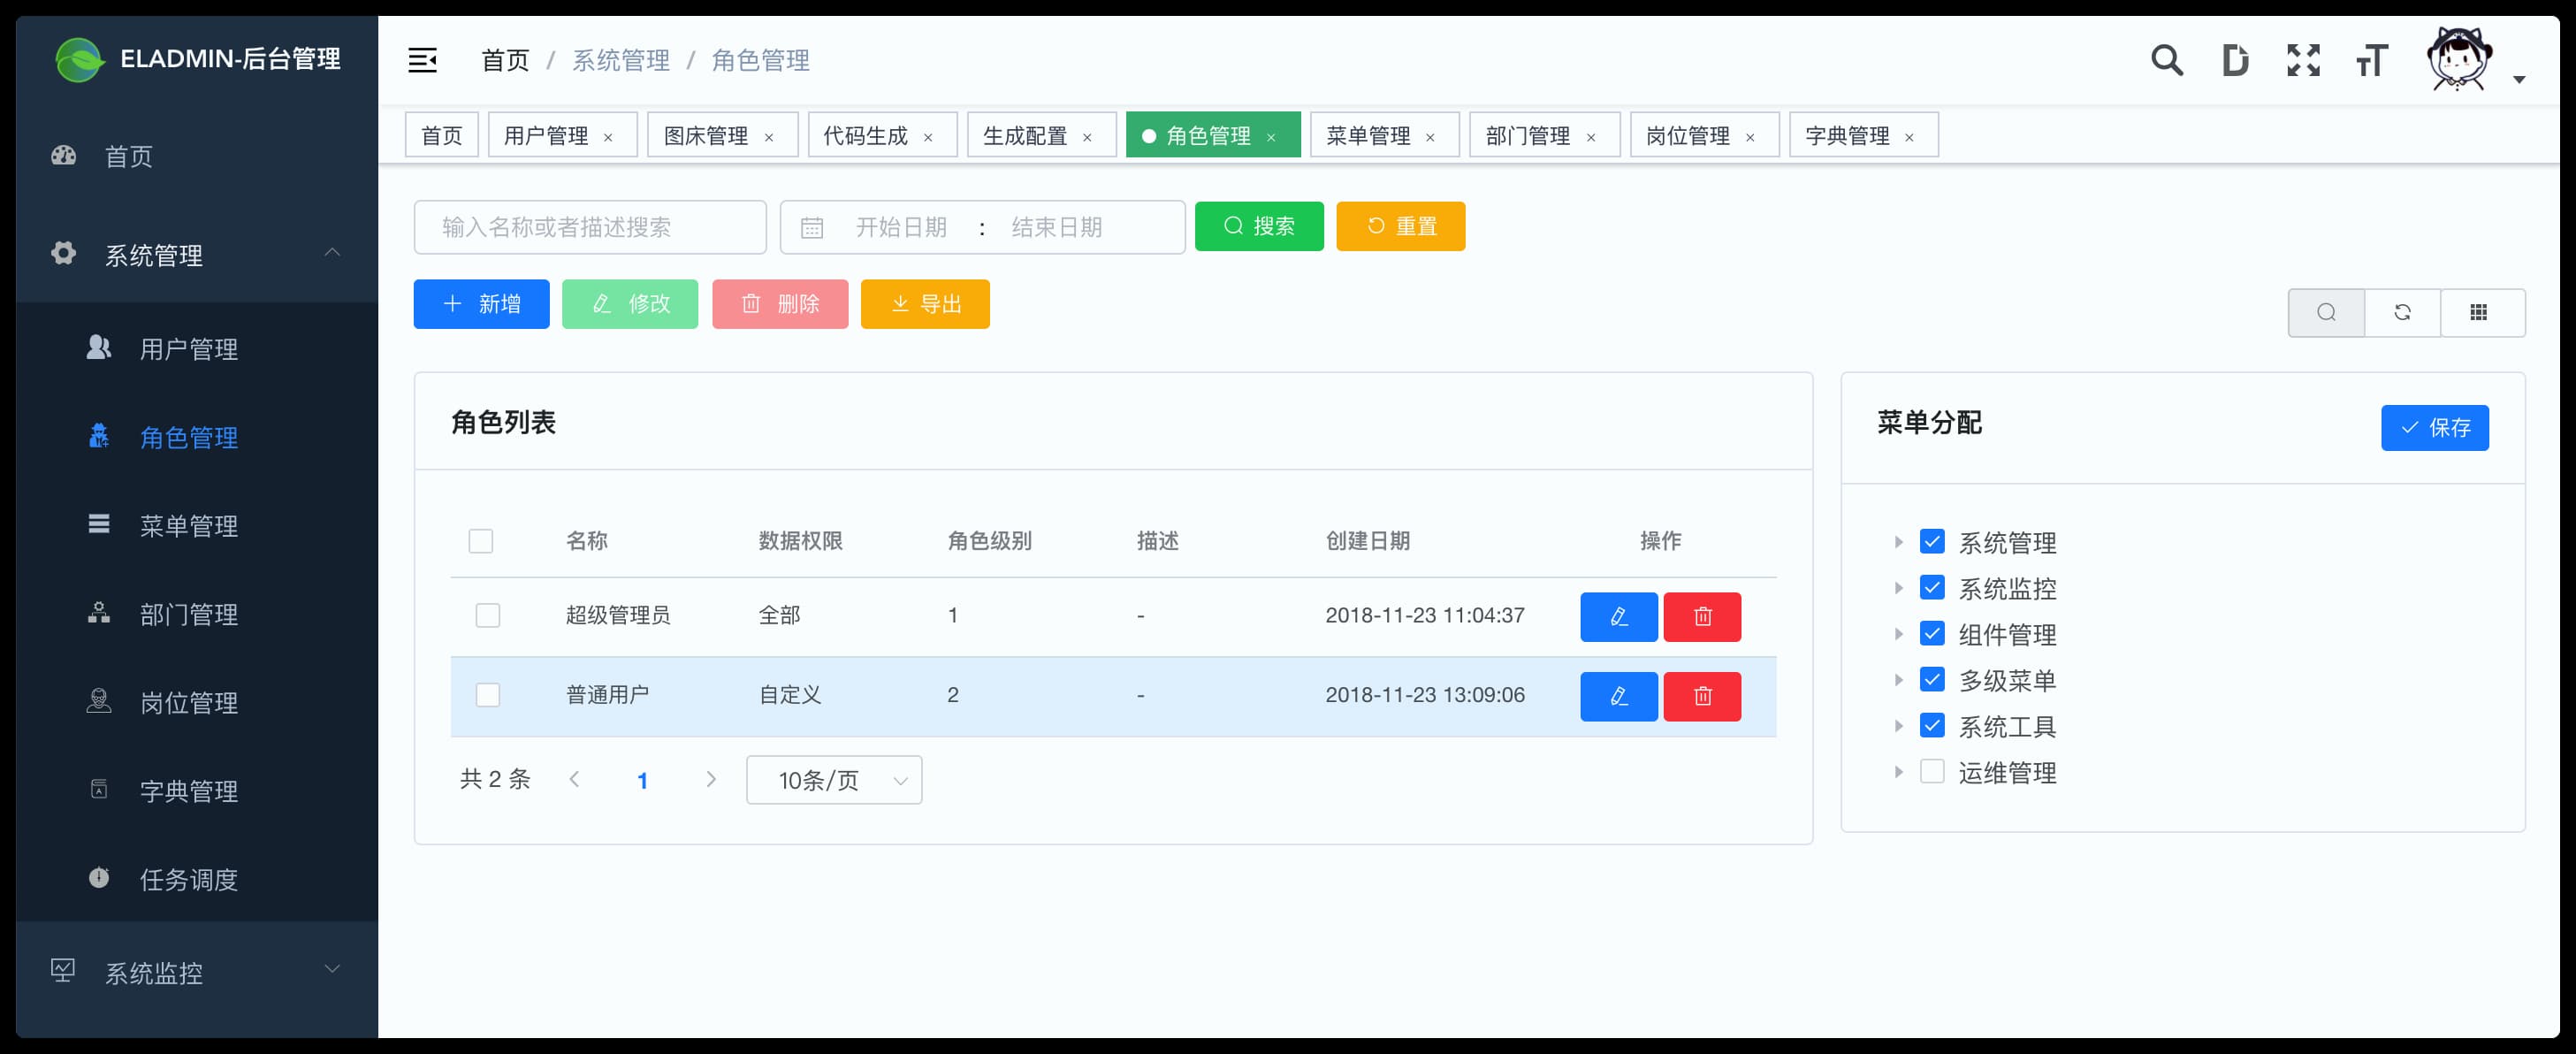 ELADMIN-后台管理
首页
系统管理
用户管理
角色管理
菜单管理
部门管理
岗位管理
字典管理
任务调度
系统监控
首页 / 系统管理 / 角色管理
首页 用户管理 × 图床管理 × 代码生成 × 生成配置 × 角色管理 × 菜单管理 × 部门管理 × 岗位管理 × 字典管理 ×
输入名称或者描述搜索 开始日期 : 结束日期 搜索 重置
新增 修改 删除 导出
角色列表
名称 数据权限 角色级别 描述 创建日期 操作
超级管理员 全部 1 - 2018-11-23 11:04:37
普通用户 自定义 2 - 2018-11-23 13:09:06
共 2 条 1 10条/页
菜单分配 保存
系统管理
系统监控
组件管理
多级菜单
系统工具
运维管理